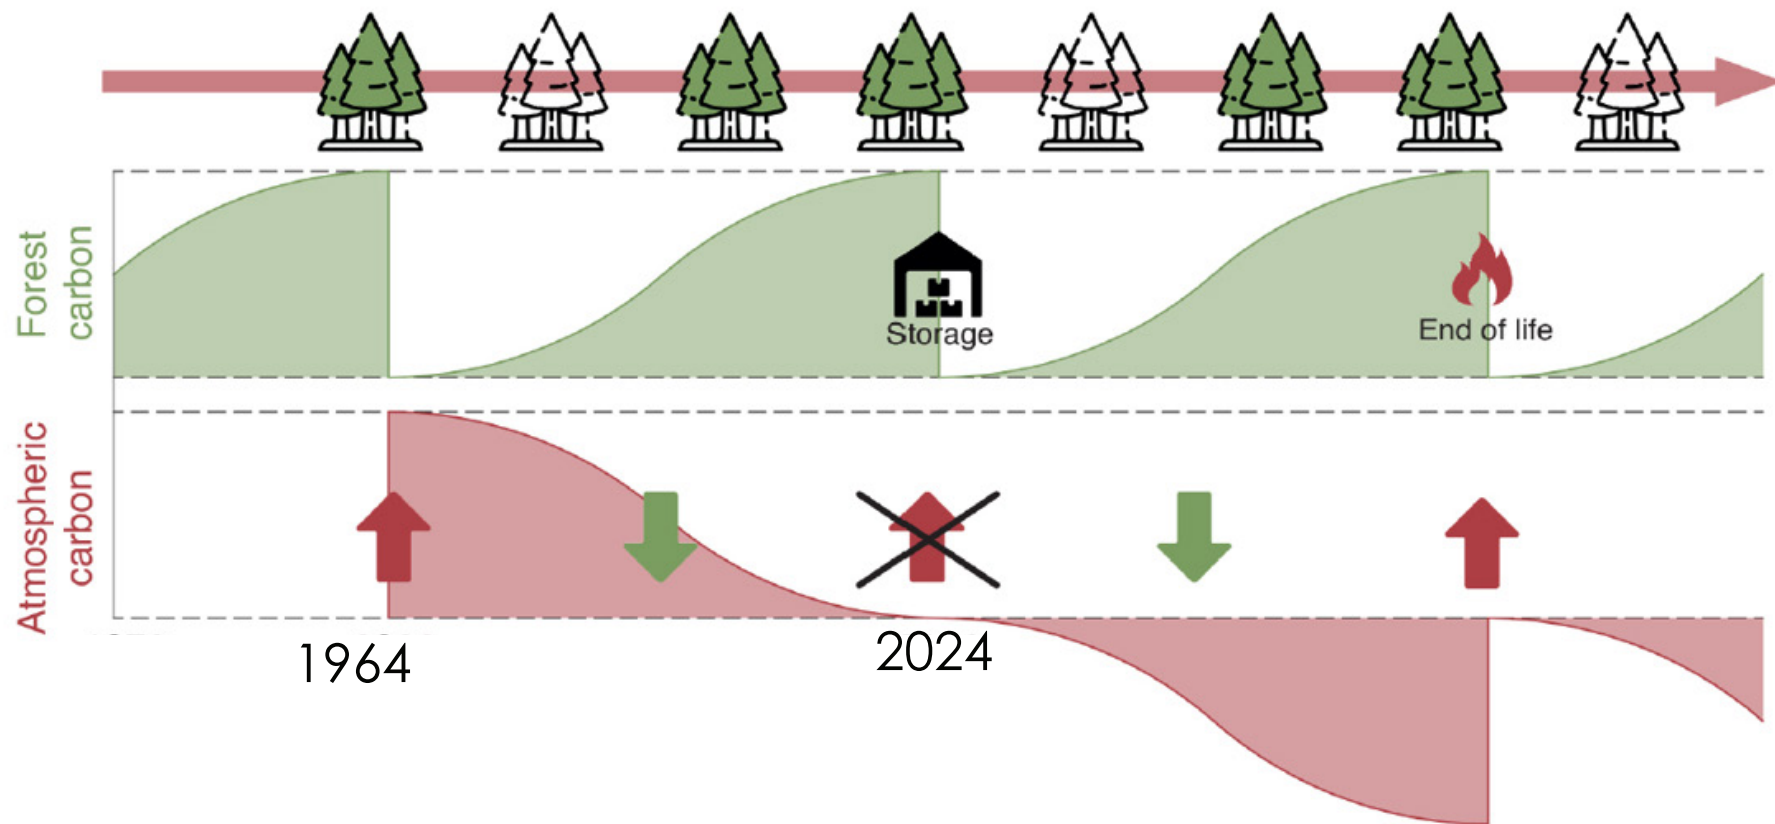 Forest
carbon
Storage
End of life
Atmospheric
carbon
1964
2024